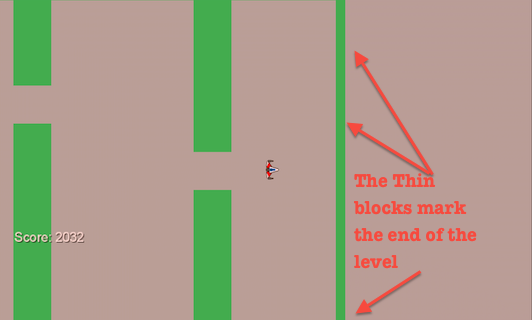 The Thin
blocks mark
the end of the
level
Score: 2032